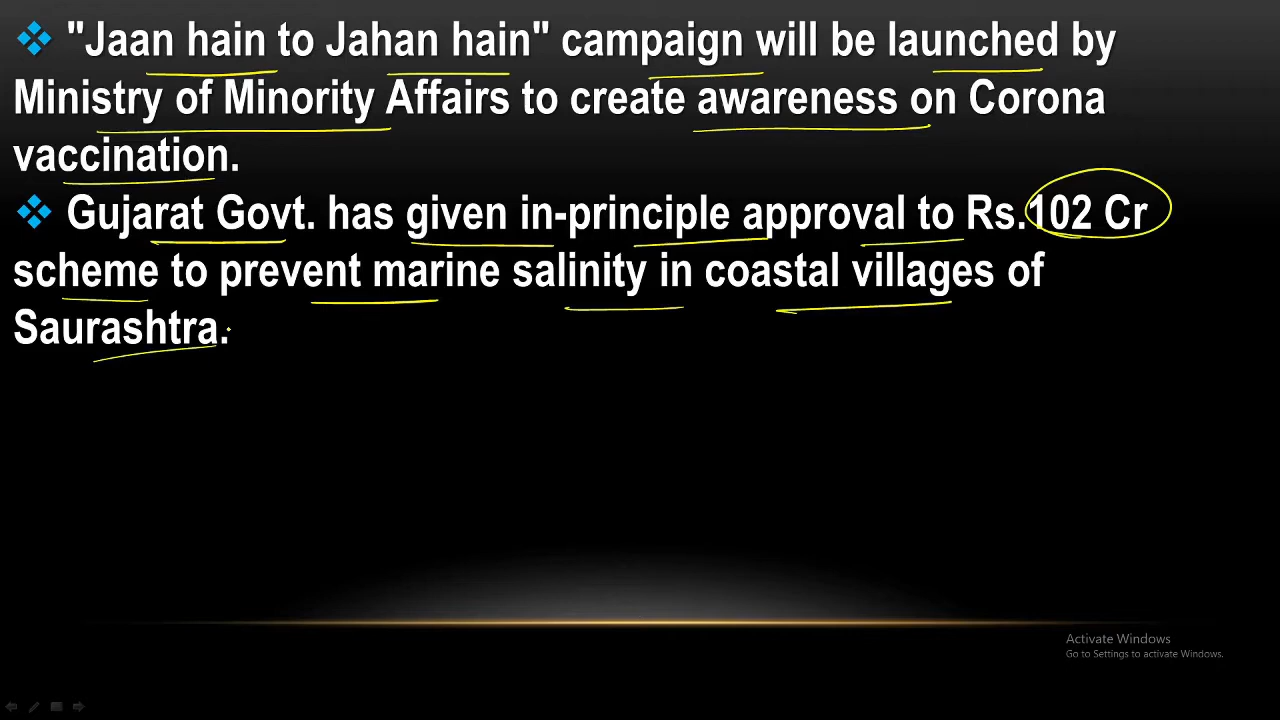 "Jaan hain to Jahan hain" campaign will be launched by
Ministry of Minority Affairs to create awareness on Corona
vaccination.
Gujarat Govt. has given in-principle approval to Rs.102 Cr
scheme to prevent marine salinity in coastal villages of
Saurashtra.
Activate Windows
Go to Settings to activate Windows.